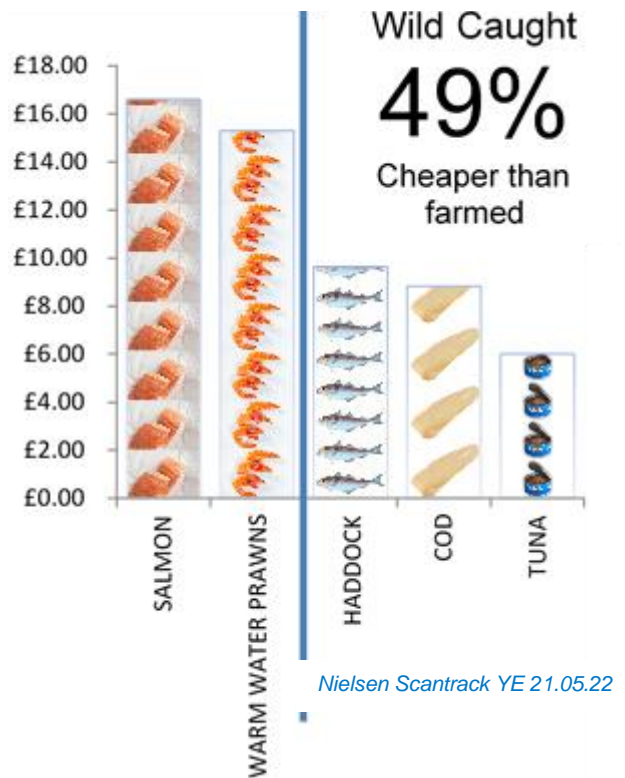 Wild Caught
49%
Cheaper than
farmed
£18.00
£16.00
£14.00
£12.00
£10.00
£8.00
£6.00
£4.00
£2.00
£0.00
SALMON
WARM WATER PRAWNS
HADDOCK
COD
TUNA
Nielsen Scantrack YE 21.05.22